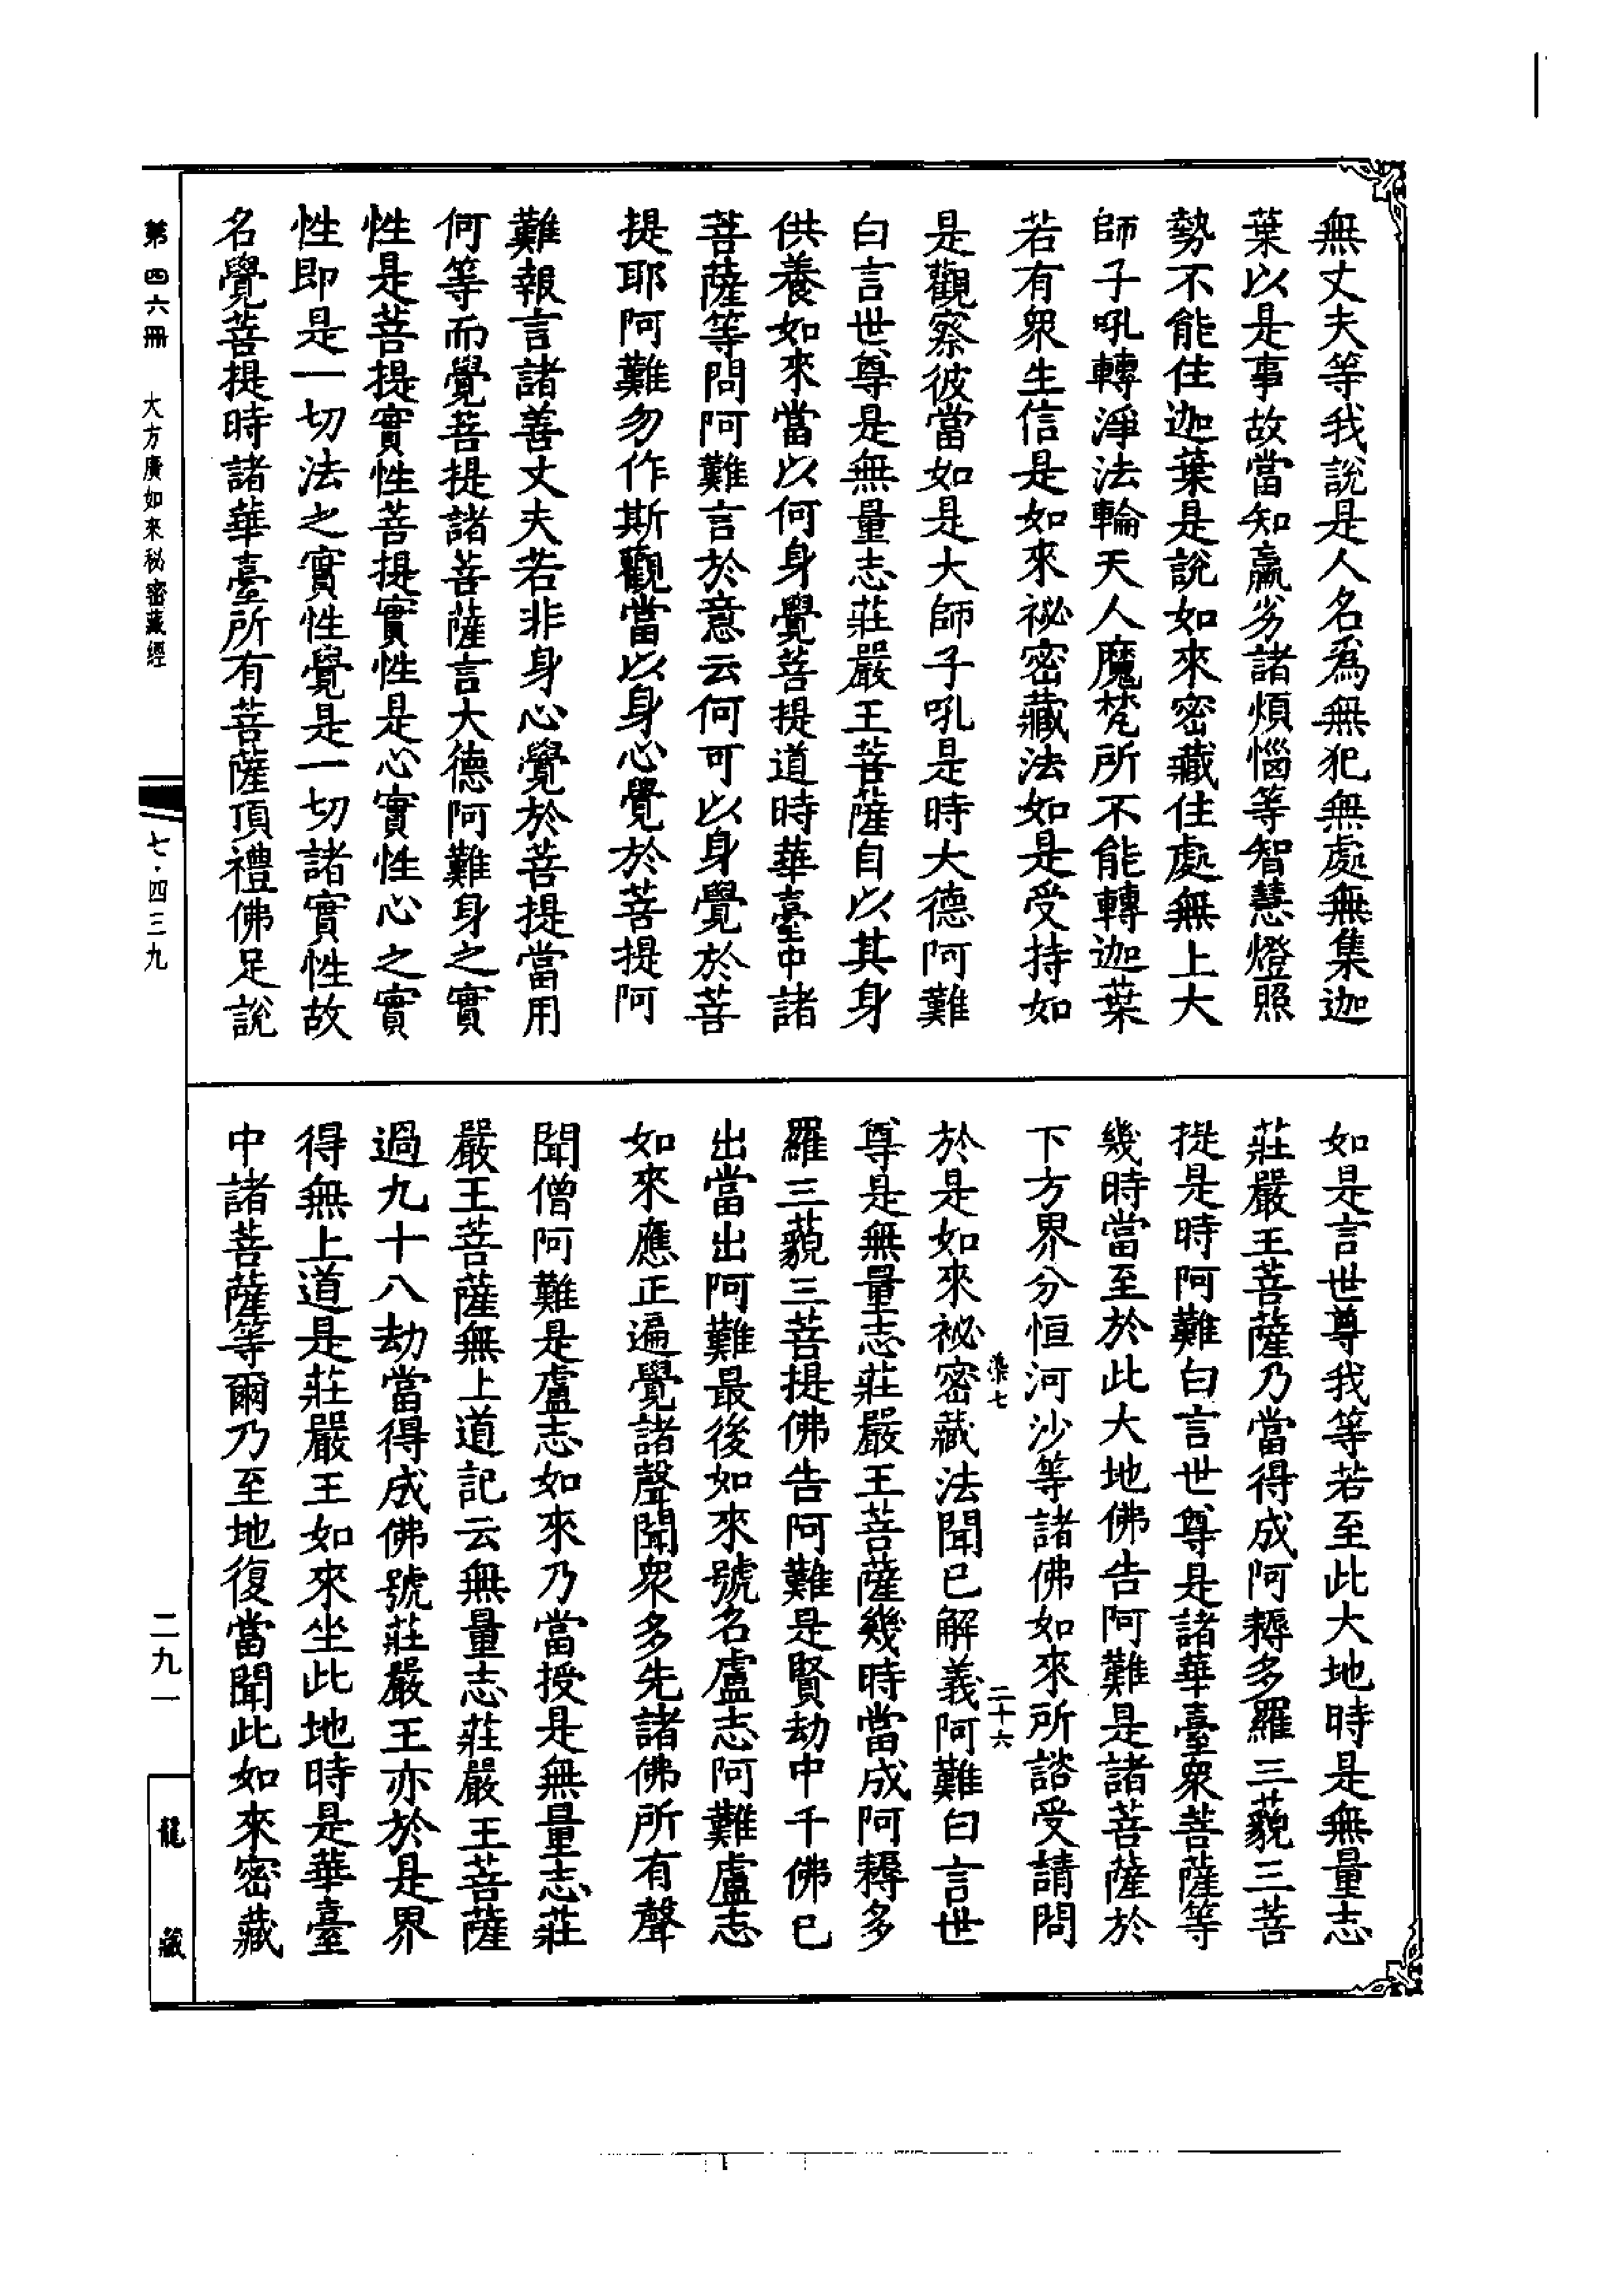 無丈夫等我說是人名為無犯無處無集迦
葉以是事故當知羸劣諸煩惱等智慧燈照
勢不能住迦葉是說如來密藏住處無上大
師子吼轉淨法輪天人魔梵所不能轉迦葉
若有眾生信是如來祕密藏法如是受持如
是觀察彼當如是大師子吼是時大德阿難
白言世尊是無量志莊嚴王菩薩自以其身
供養如來當以何身覺菩提道時華臺中諸
菩薩等問阿難言於意云何可以身覺於菩
提耶阿難勿作斯觀當以身心覺於菩提阿
難報言諸善丈夫若非身心覺於菩提當用
何等而覺菩提諸菩薩言大德阿難身之實
性是菩提實性菩提實性是心實性心之實
性即是一切法之實性覺是一切諸實性故
名覺菩提時諸華臺所有菩薩頂禮佛足說
如是言世尊我等若至此大地時是無量志
莊嚴王菩薩乃當得成阿耨多羅三藐三菩
提是時阿難白言世尊是諸華臺眾菩薩等
幾時當至於此大地佛告阿難是諸菩薩於
下方界分恒河沙等諸佛如來所諮受請問
於是如來祕密藏法聞已解義阿難白言世
尊是無量志莊嚴王菩薩幾時當成阿耨多
羅三藐三菩提佛告阿難是賢劫中千佛已
出當出阿難最後如來號名盧志阿難盧志
如來應正遍覺諸聲聞眾多先諸佛所有聲
聞僧阿難是盧志如來乃當授是無量志莊
嚴王菩薩無上道記云無量志莊嚴王菩薩
過九十八劫當得成佛號莊嚴王亦於是界
得無上道是莊嚴王如來坐此地時是華臺
中諸菩薩等爾乃至地復當聞此如來密藏
染七
二十六
第四六冊
大方廣如來秘密藏經
七·四三九
二九一
龍藏